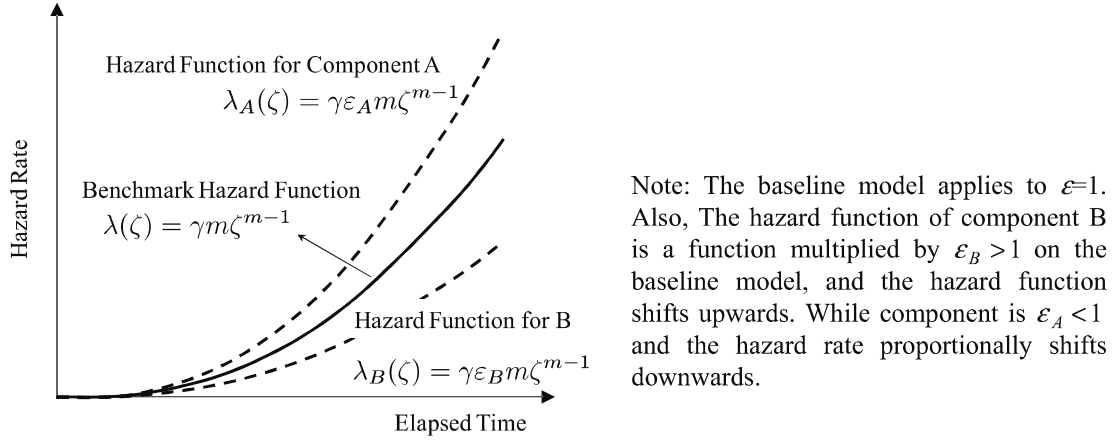 Hazard Function for Component A
λ_A(ζ) = γε_A mζ^{m−1}
Benchmark Hazard Function
λ(ζ) = γmζ^{m−1}
Hazard Rate
Hazard Function for B
λ_B(ζ) = γε_B mζ^{m−1}
Elapsed Time
Note: The baseline model applies to ε=1.
Also, The hazard function of component B
is a function multiplied by ε_B >1 on the
baseline model, and the hazard function
shifts upwards. While component is ε_A <1
and the hazard rate proportionally shifts
downwards.